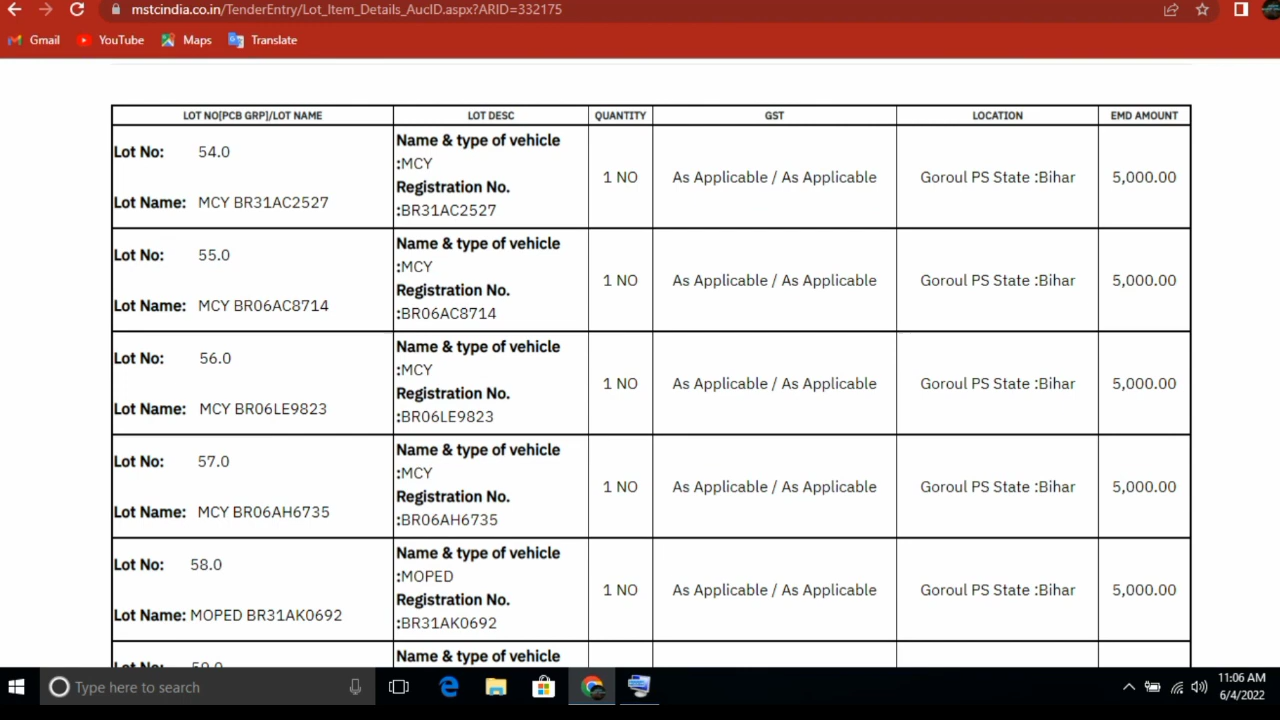 mstcindia.co.in/TenderEntry/Lot_Item_Details_AucID.aspx?ARID=332175
Gmail YouTube Maps Translate
LOT NO[PCB GRP]/LOT NAME LOT DESC QUANTITY GST LOCATION EMD AMOUNT
Lot No: 54.0
Lot Name: MCY BR31AC2527
Name & type of vehicle
:MCY
Registration No.
:BR31AC2527
1 NO
As Applicable / As Applicable
Goroul PS State :Bihar
5,000.00
Lot No: 55.0
Lot Name: MCY BR06AC8714
Name & type of vehicle
:MCY
Registration No.
:BR06AC8714
1 NO
As Applicable / As Applicable
Goroul PS State :Bihar
5,000.00
Lot No: 56.0
Lot Name: MCY BR06LE9823
Name & type of vehicle
:MCY
Registration No.
:BR06LE9823
1 NO
As Applicable / As Applicable
Goroul PS State :Bihar
5,000.00
Lot No: 57.0
Lot Name: MCY BR06AH6735
Name & type of vehicle
:MCY
Registration No.
:BR06AH6735
1 NO
As Applicable / As Applicable
Goroul PS State :Bihar
5,000.00
Lot No: 58.0
Lot Name: MOPED BR31AK0692
Name & type of vehicle
:MOPED
Registration No.
:BR31AK0692
1 NO
As Applicable / As Applicable
Goroul PS State :Bihar
5,000.00
Lot No: 59.0
Name & type of vehicle
Type here to search
11:06 AM
6/4/2022